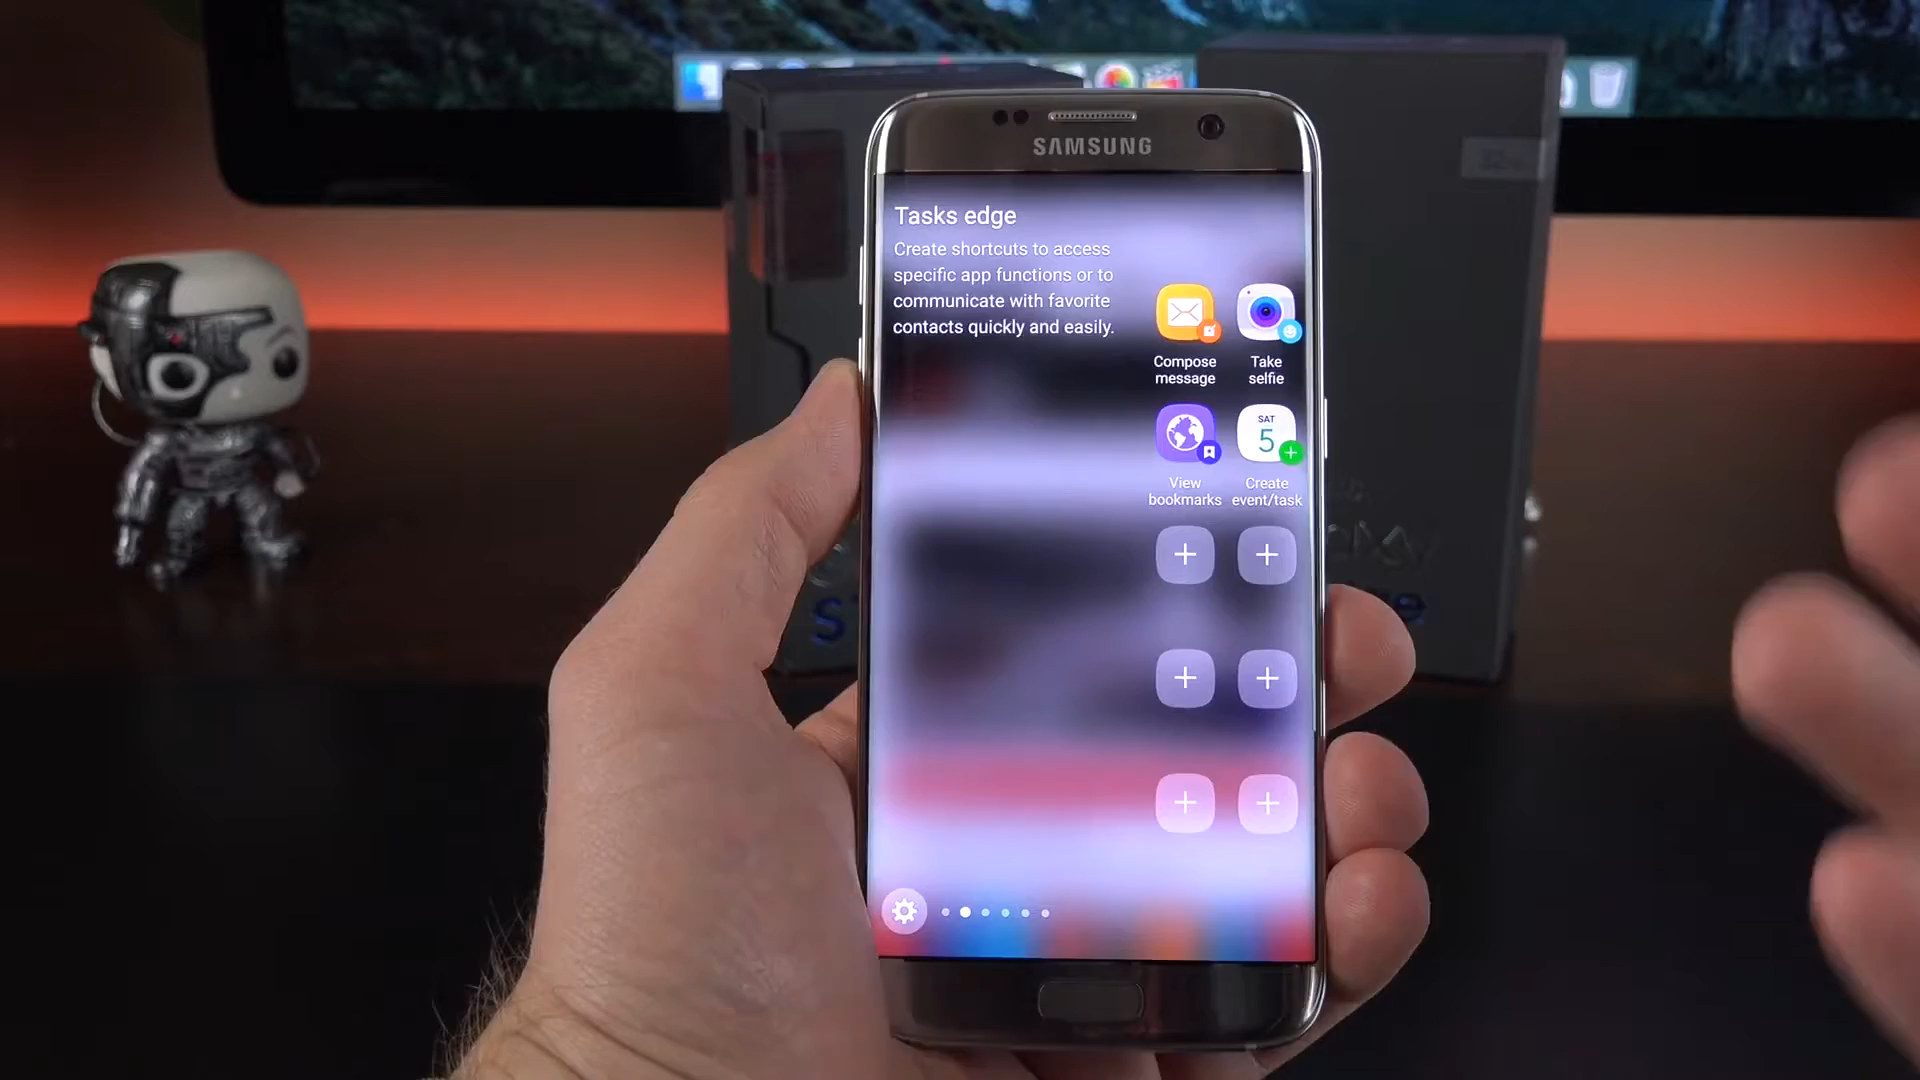 SAMSUNG
Tasks edge
Create shortcuts to access
specific app functions or to
communicate with favorite
contacts quickly and easily.
Compose
message
Take
selfie
View
bookmarks
SAT
5
Create
event/task